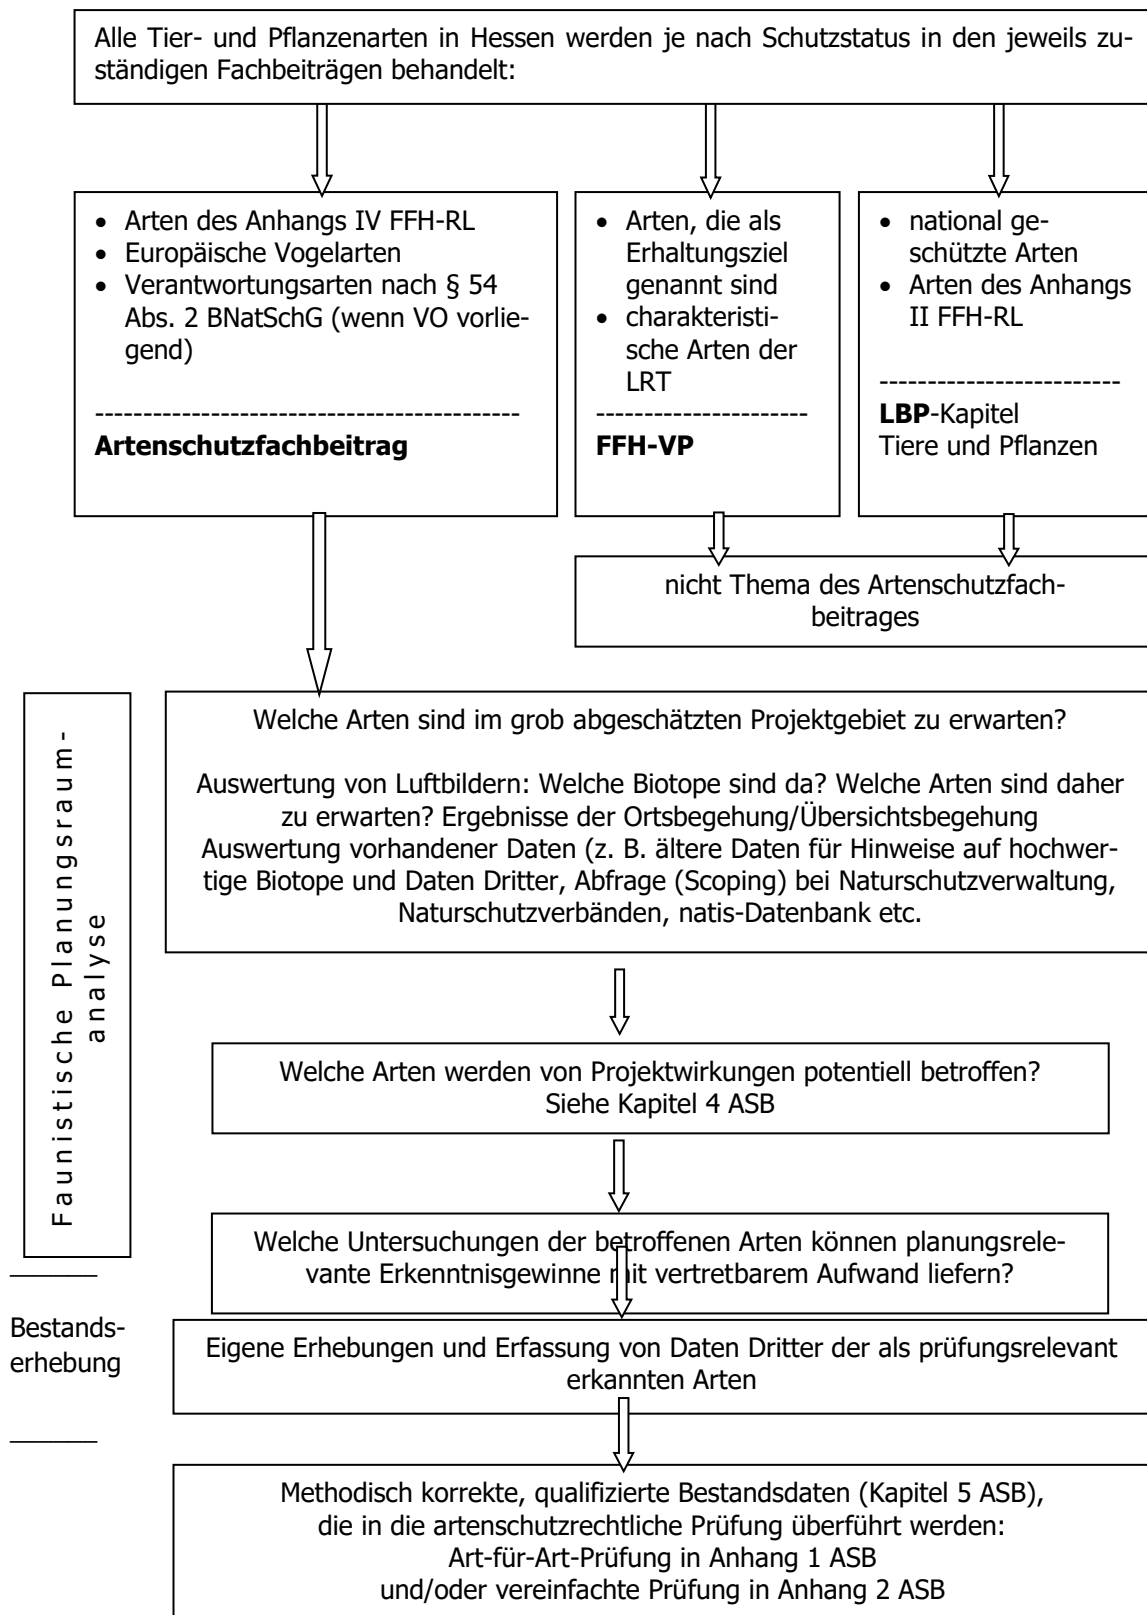 Alle Tier- und Pflanzenarten in Hessen werden je nach Schutzstatus in den jeweils zu-
ständigen Fachbeiträgen behandelt:
• Arten des Anhangs IV FFH-RL
• Europäische Vogelarten
• Verantwortungsarten nach § 54
Abs. 2 BNatSchG (wenn VO vorlie-
gend)
--------------------------------------------
Artenschutzfachbeitrag
• Arten, die als
Erhaltungsziel
genannt sind
• charakteristi-
sche Arten der
LRT
----------------------
FFH-VP
• national ge-
schützte Arten
• Arten des Anhangs
II FFH-RL
-------------------------
LBP-Kapitel
Tiere und Pflanzen
nicht Thema des Artenschutzfach-
beitrages
Faunistische Planungsraum-
analyse
Welche Arten sind im grob abgeschätzten Projektgebiet zu erwarten?
Auswertung von Luftbildern: Welche Biotope sind da? Welche Arten sind daher
zu erwarten? Ergebnisse der Ortsbegehung/Übersichtsbegehung
Auswertung vorhandener Daten (z. B. ältere Daten für Hinweise auf hochwer-
tige Biotope und Daten Dritter, Abfrage (Scoping) bei Naturschutzverwaltung,
Naturschutzverbänden, natis-Datenbank etc.
Welche Arten werden von Projektwirkungen potentiell betroffen?
Siehe Kapitel 4 ASB
Welche Untersuchungen der betroffenen Arten können planungsrele-
vante Erkenntnisgewinne mit vertretbarem Aufwand liefern?
Bestands-
erhebung
Eigene Erhebungen und Erfassung von Daten Dritter der als prüfungsrelevant
erkannten Arten
Methodisch korrekte, qualifizierte Bestandsdaten (Kapitel 5 ASB),
die in die artenschutzrechtliche Prüfung überführt werden:
Art-für-Art-Prüfung in Anhang 1 ASB
und/oder vereinfachte Prüfung in Anhang 2 ASB